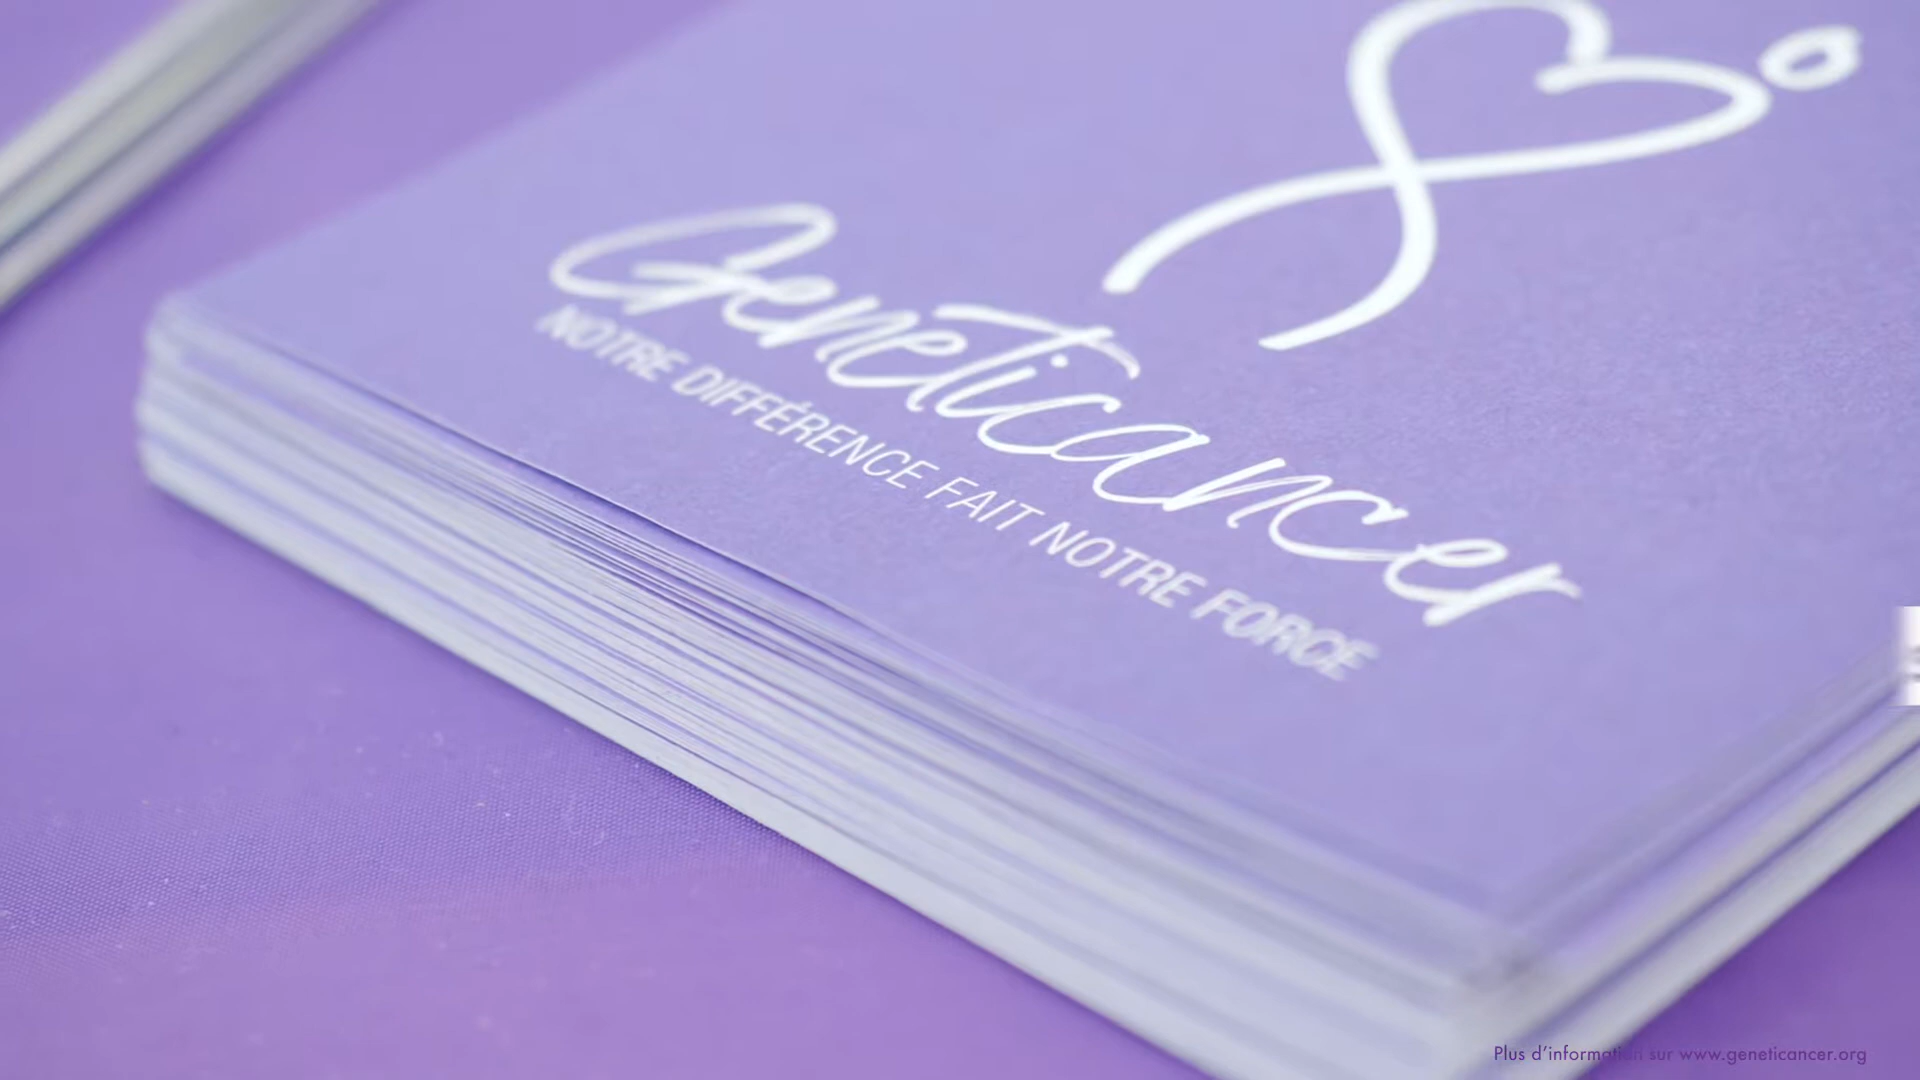 Geneticancer
NOTRE DIFFÉRENCE FAIT NOTRE FORCE
Plus d'information sur www.geneticancer.org